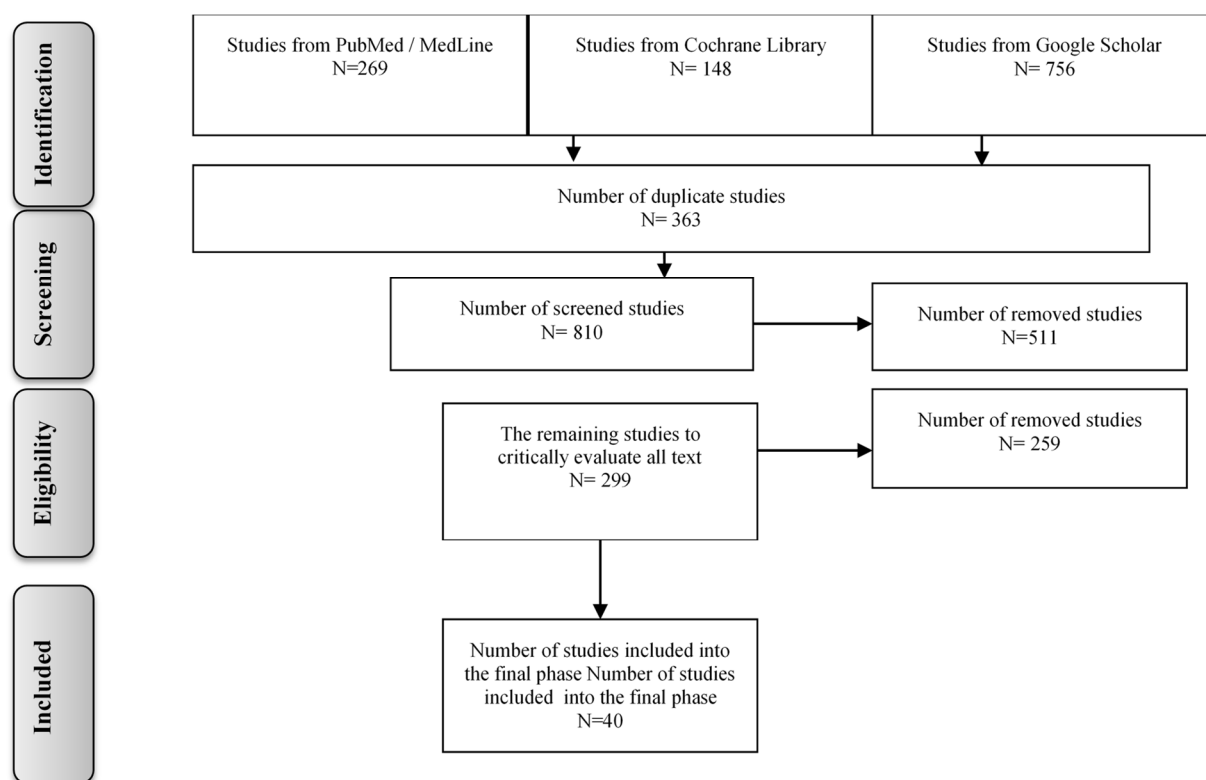 Identification
Studies from PubMed / MedLine
N=269
Studies from Cochrane Library
N= 148
Studies from Google Scholar
N= 756
Number of duplicate studies
N= 363
Screening
Number of screened studies
N= 810
Number of removed studies
N=511
Eligibility
The remaining studies to
critically evaluate all text
N= 299
Number of removed studies
N= 259
Included
Number of studies included into
the final phase Number of studies
included into the final phase
N=40